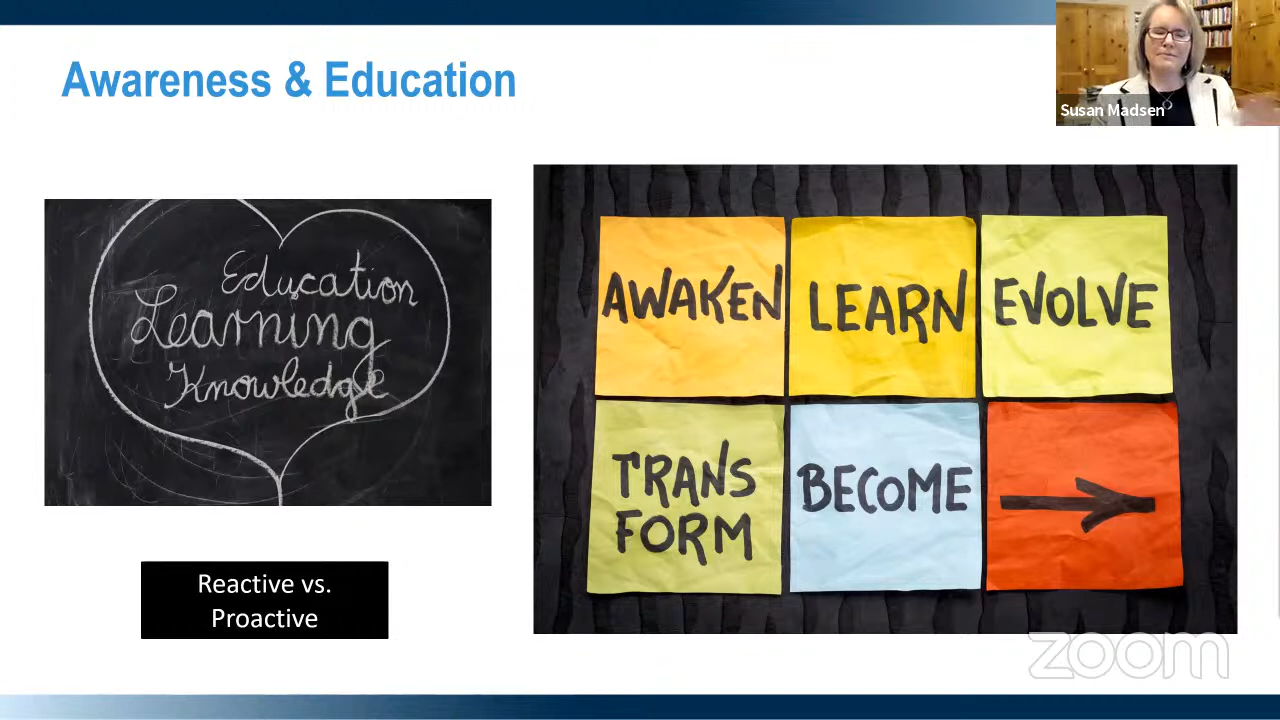 Awareness & Education
Susan Madsen
Education
Learning
Knowledge
AWAKEN
LEARN
EVOLVE
TRANS
FORM
BECOME
Reactive vs.
Proactive
zoom